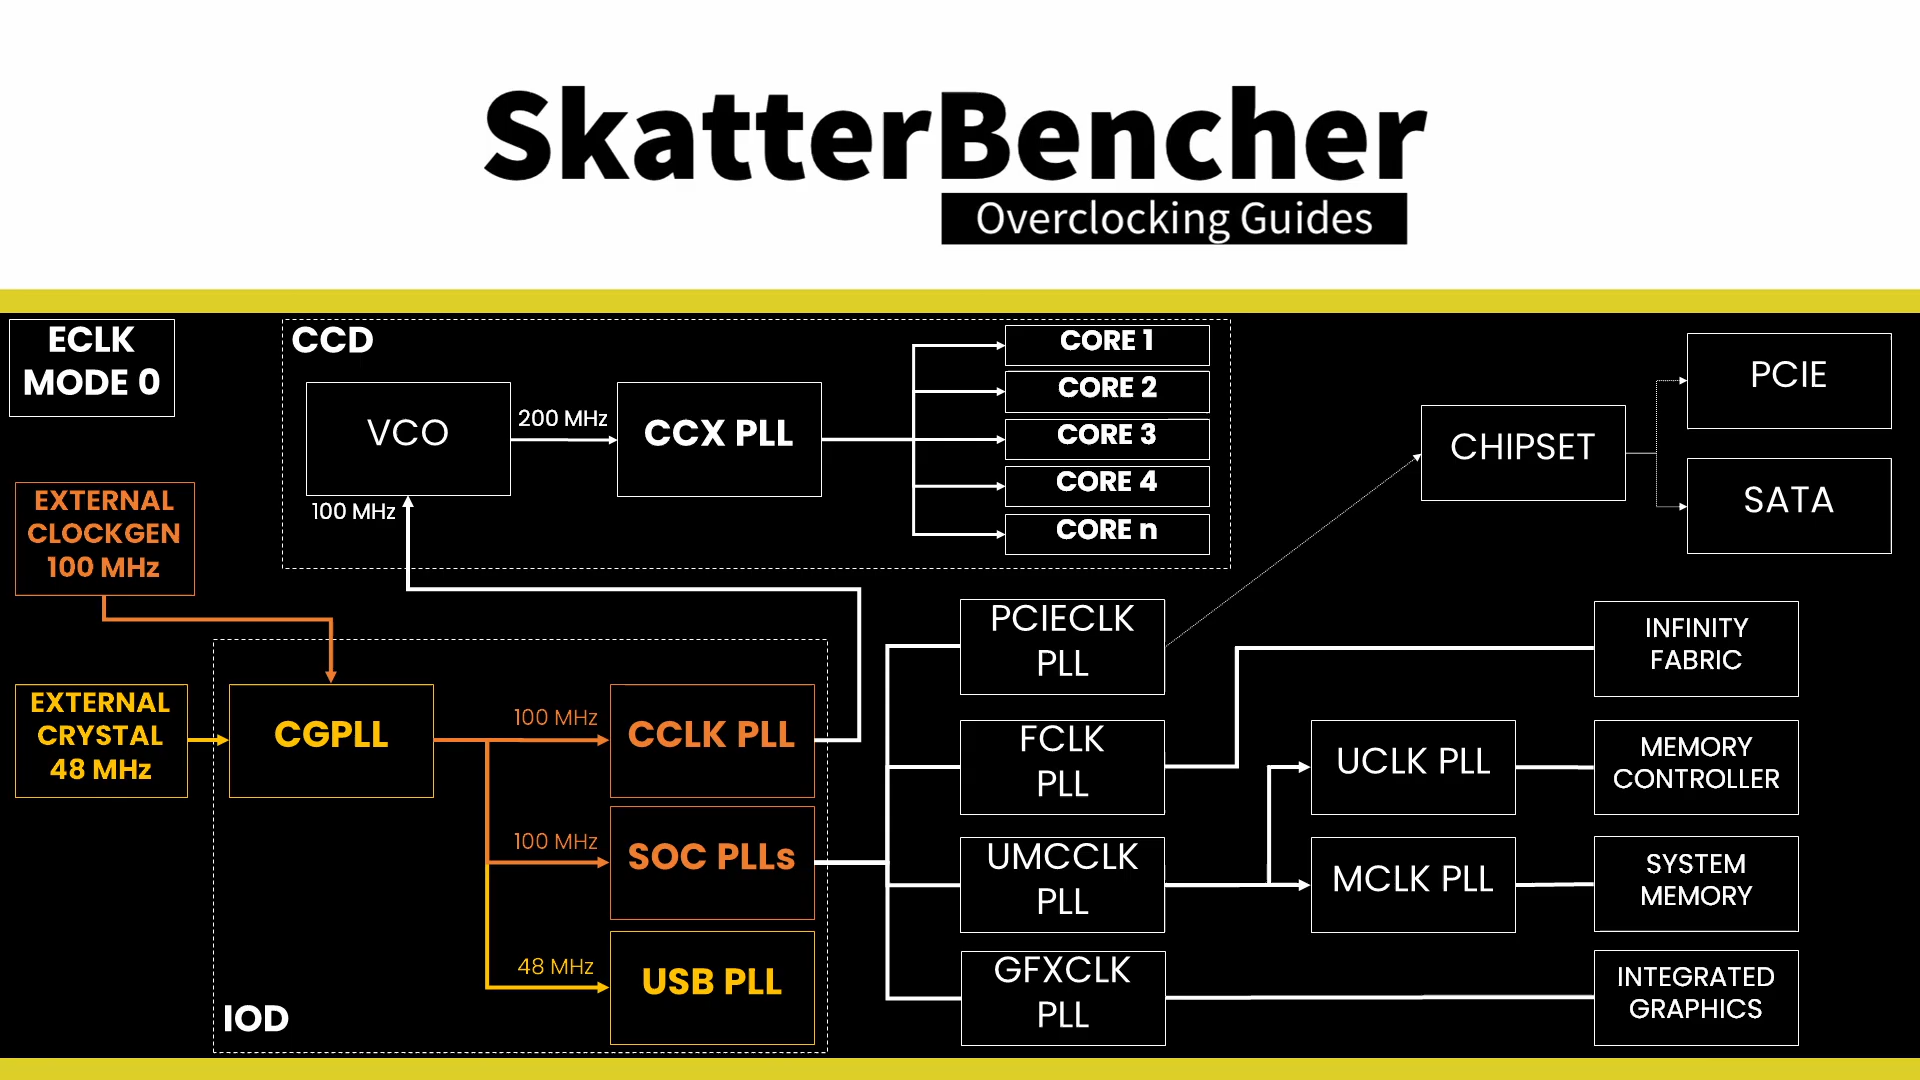 SkatterBencher
Overclocking Guides
ECLK
MODE 0
CCD
VCO
200 MHz
CCX PLL
100 MHz
CORE 1
CORE 2
CORE 3
CORE 4
CORE n
CHIPSET
PCIE
SATA
EXTERNAL
CLOCKGEN
100 MHz
EXTERNAL
CRYSTAL
48 MHz
CGPLL
100 MHz
CCLK PLL
100 MHz
SOC PLLs
48 MHz
USB PLL
IOD
PCIECLK
PLL
FCLK
PLL
UMCCLK
PLL
GFXCLK
PLL
UCLK PLL
MCLK PLL
INFINITY
FABRIC
MEMORY
CONTROLLER
SYSTEM
MEMORY
INTEGRATED
GRAPHICS